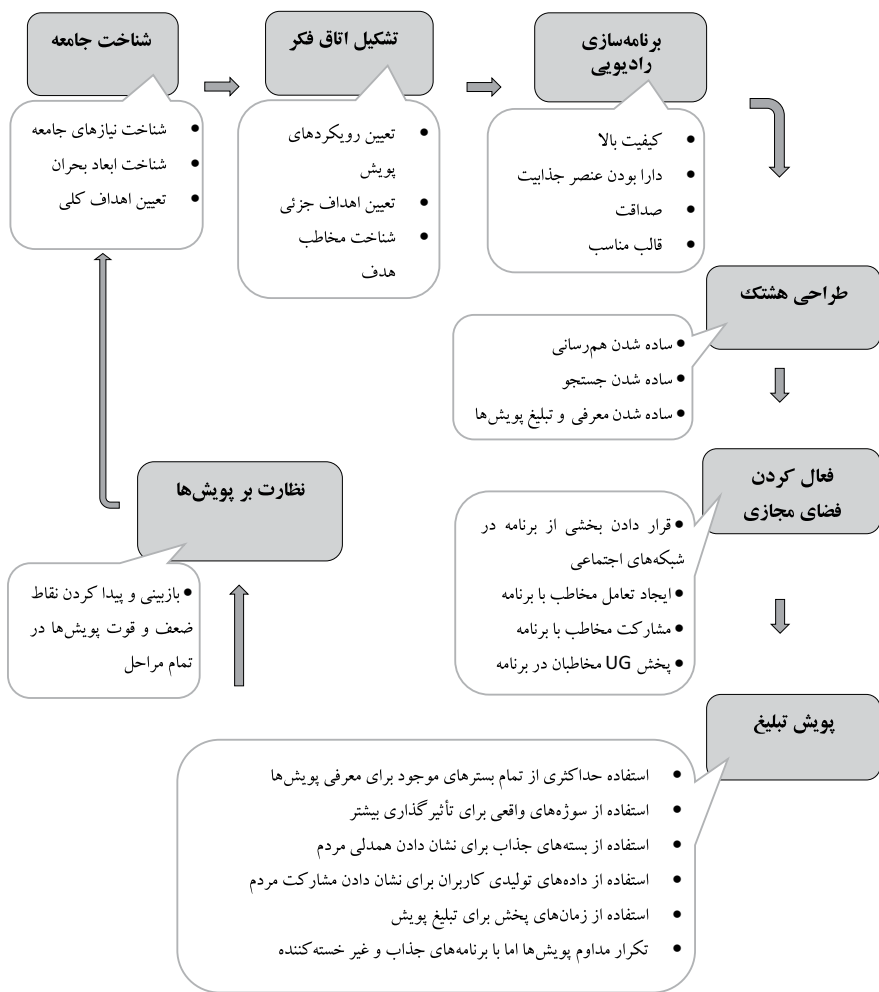 شناخت جامعه
شناخت نیازهای جامعه
شناخت ابعاد بحران
تعیین اهداف کلی
تشکیل اتاق فکر
تعیین رویکردهای
پویش
تعیین اهداف جزئی
شناخت مخاطب
هدف
برنامه‌سازی
رادیویی
کیفیت بالا
دارا بودن عنصر جذابیت
صداقت
قالب مناسب
طراحی هشتک
ساده شدن هم‌رسانی
ساده شدن جستجو
ساده شدن معرفی و تبلیغ پویش‌ها
فعال کردن
فضای مجازی
قرار دادن بخشی از برنامه در
شبکه‌های اجتماعی
ایجاد تعامل مخاطب با برنامه
مشارکت مخاطب با برنامه
پخش UG مخاطبان در برنامه
پویش تبلیغ
استفاده حداکثری از تمام بسترهای موجود برای معرفی پویش‌ها
استفاده از سوژه‌های واقعی برای تأثیرگذاری بیشتر
استفاده از بسته‌های جذاب برای نشان دادن همدلی مردم
استفاده از داده‌های تولیدی کاربران برای نشان دادن مشارکت مردم
استفاده از زمان‌های پخش برای تبلیغ پویش
تکرار مداوم پویش‌ها اما با برنامه‌های جذاب و غیر خسته‌کننده
نظارت بر پویش‌ها
بازبینی و پیدا کردن نقاط
ضعف و قوت پویش‌ها در
تمام مراحل